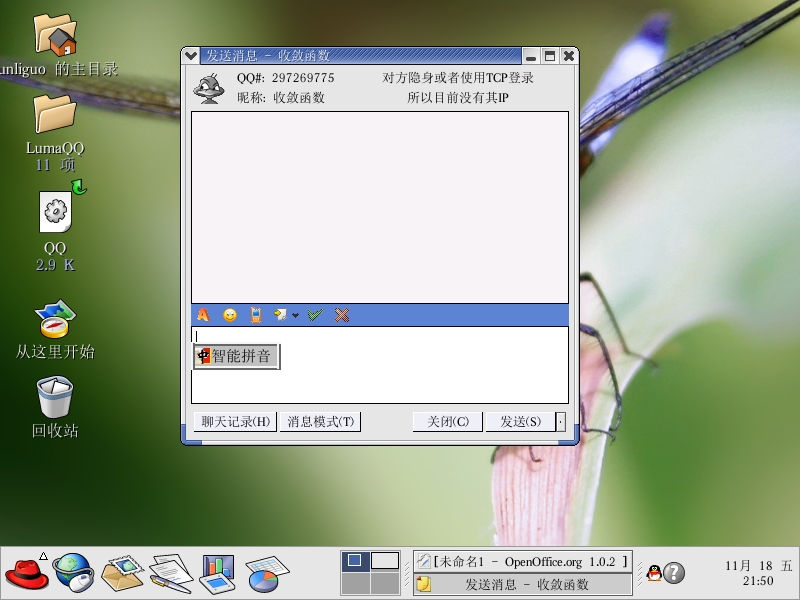 发送消息 - 收敛函数
QQ#: 297269775
对方隐身或者使用TCP登录
昵称: 收敛函数
所以目前没有其IP
unliguo 的主目录
LumaQQ
11 项
QQ
2.9 K
从这里开始
回收站
中智能拼音
聊天记录(H)
消息模式(T)
关闭(C)
发送(S)
[未命名1 - OpenOffice.org 1.0.2 ]
发送消息 - 收敛函数
11月 18 五
21:50